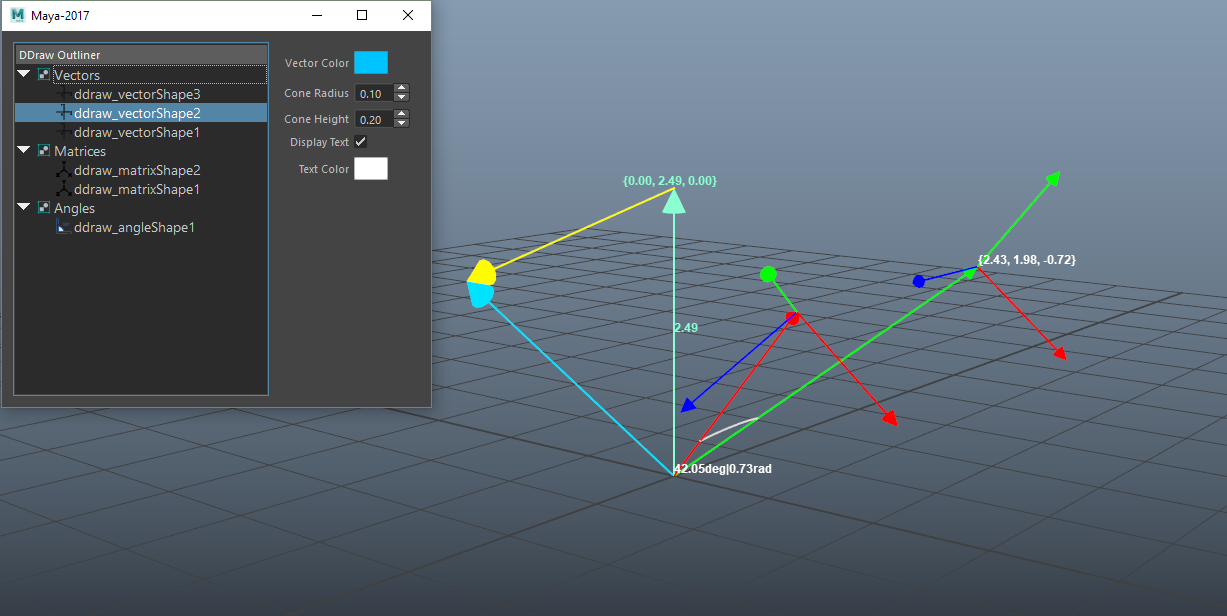 Maya-2017
DDraw Outliner
Vectors
ddraw_vectorShape3
ddraw_vectorShape2
ddraw_vectorShape1
Matrices
ddraw_matrixShape2
ddraw_matrixShape1
Angles
ddraw_angleShape1
Vector Color
Cone Radius 0.10
Cone Height 0.20
Display Text
Text Color
{0.00, 2.49, 0.00}
{2.43, 1.98, -0.72}
2.49
42.05deg|0.73rad